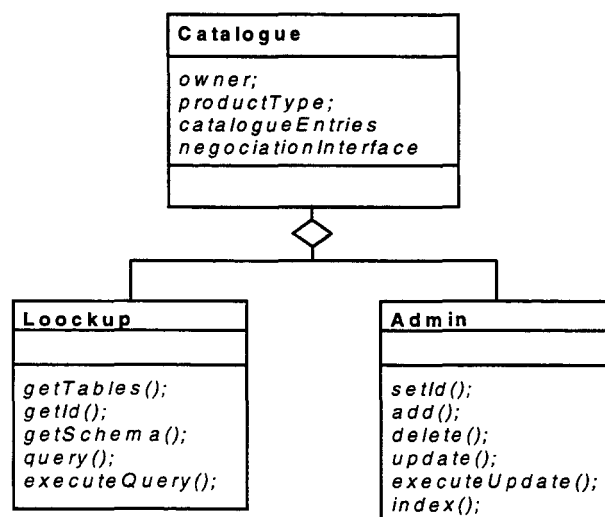 Catalogue
owner;
productType;
catalogueEntries
negociationInterface
Loockup
getTables();
getId();
getSchema();
query();
executeQuery();
Admin
setId();
add();
delete();
update();
executeUpdate();
index();